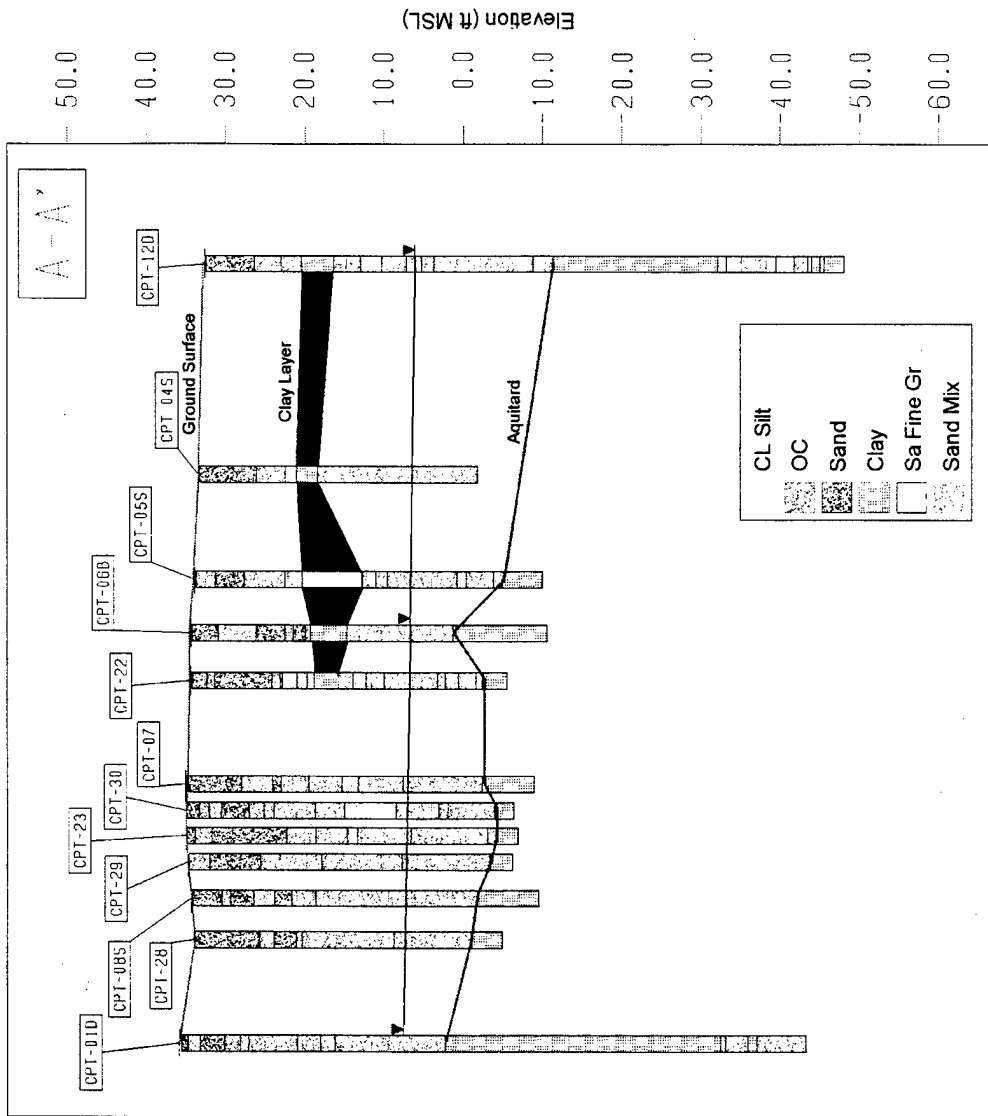 A-A'
CPT-01D
CPT-28
CPT-08S
CPT-29
CPT-23
CPT-30
CPT-07
CPT-22
CPT-06B
CPT-05S
CPT 04S
CPT-12D
Ground Surface
Clay Layer
Aquitard
CL Silt
OC
Sand
Clay
Sa Fine Gr
Sand Mix
Elevation (ft MSL)
50.0
40.0
30.0
20.0
10.0
0.0
-10.0
-20.0
-30.0
-40.0
-50.0
-60.0